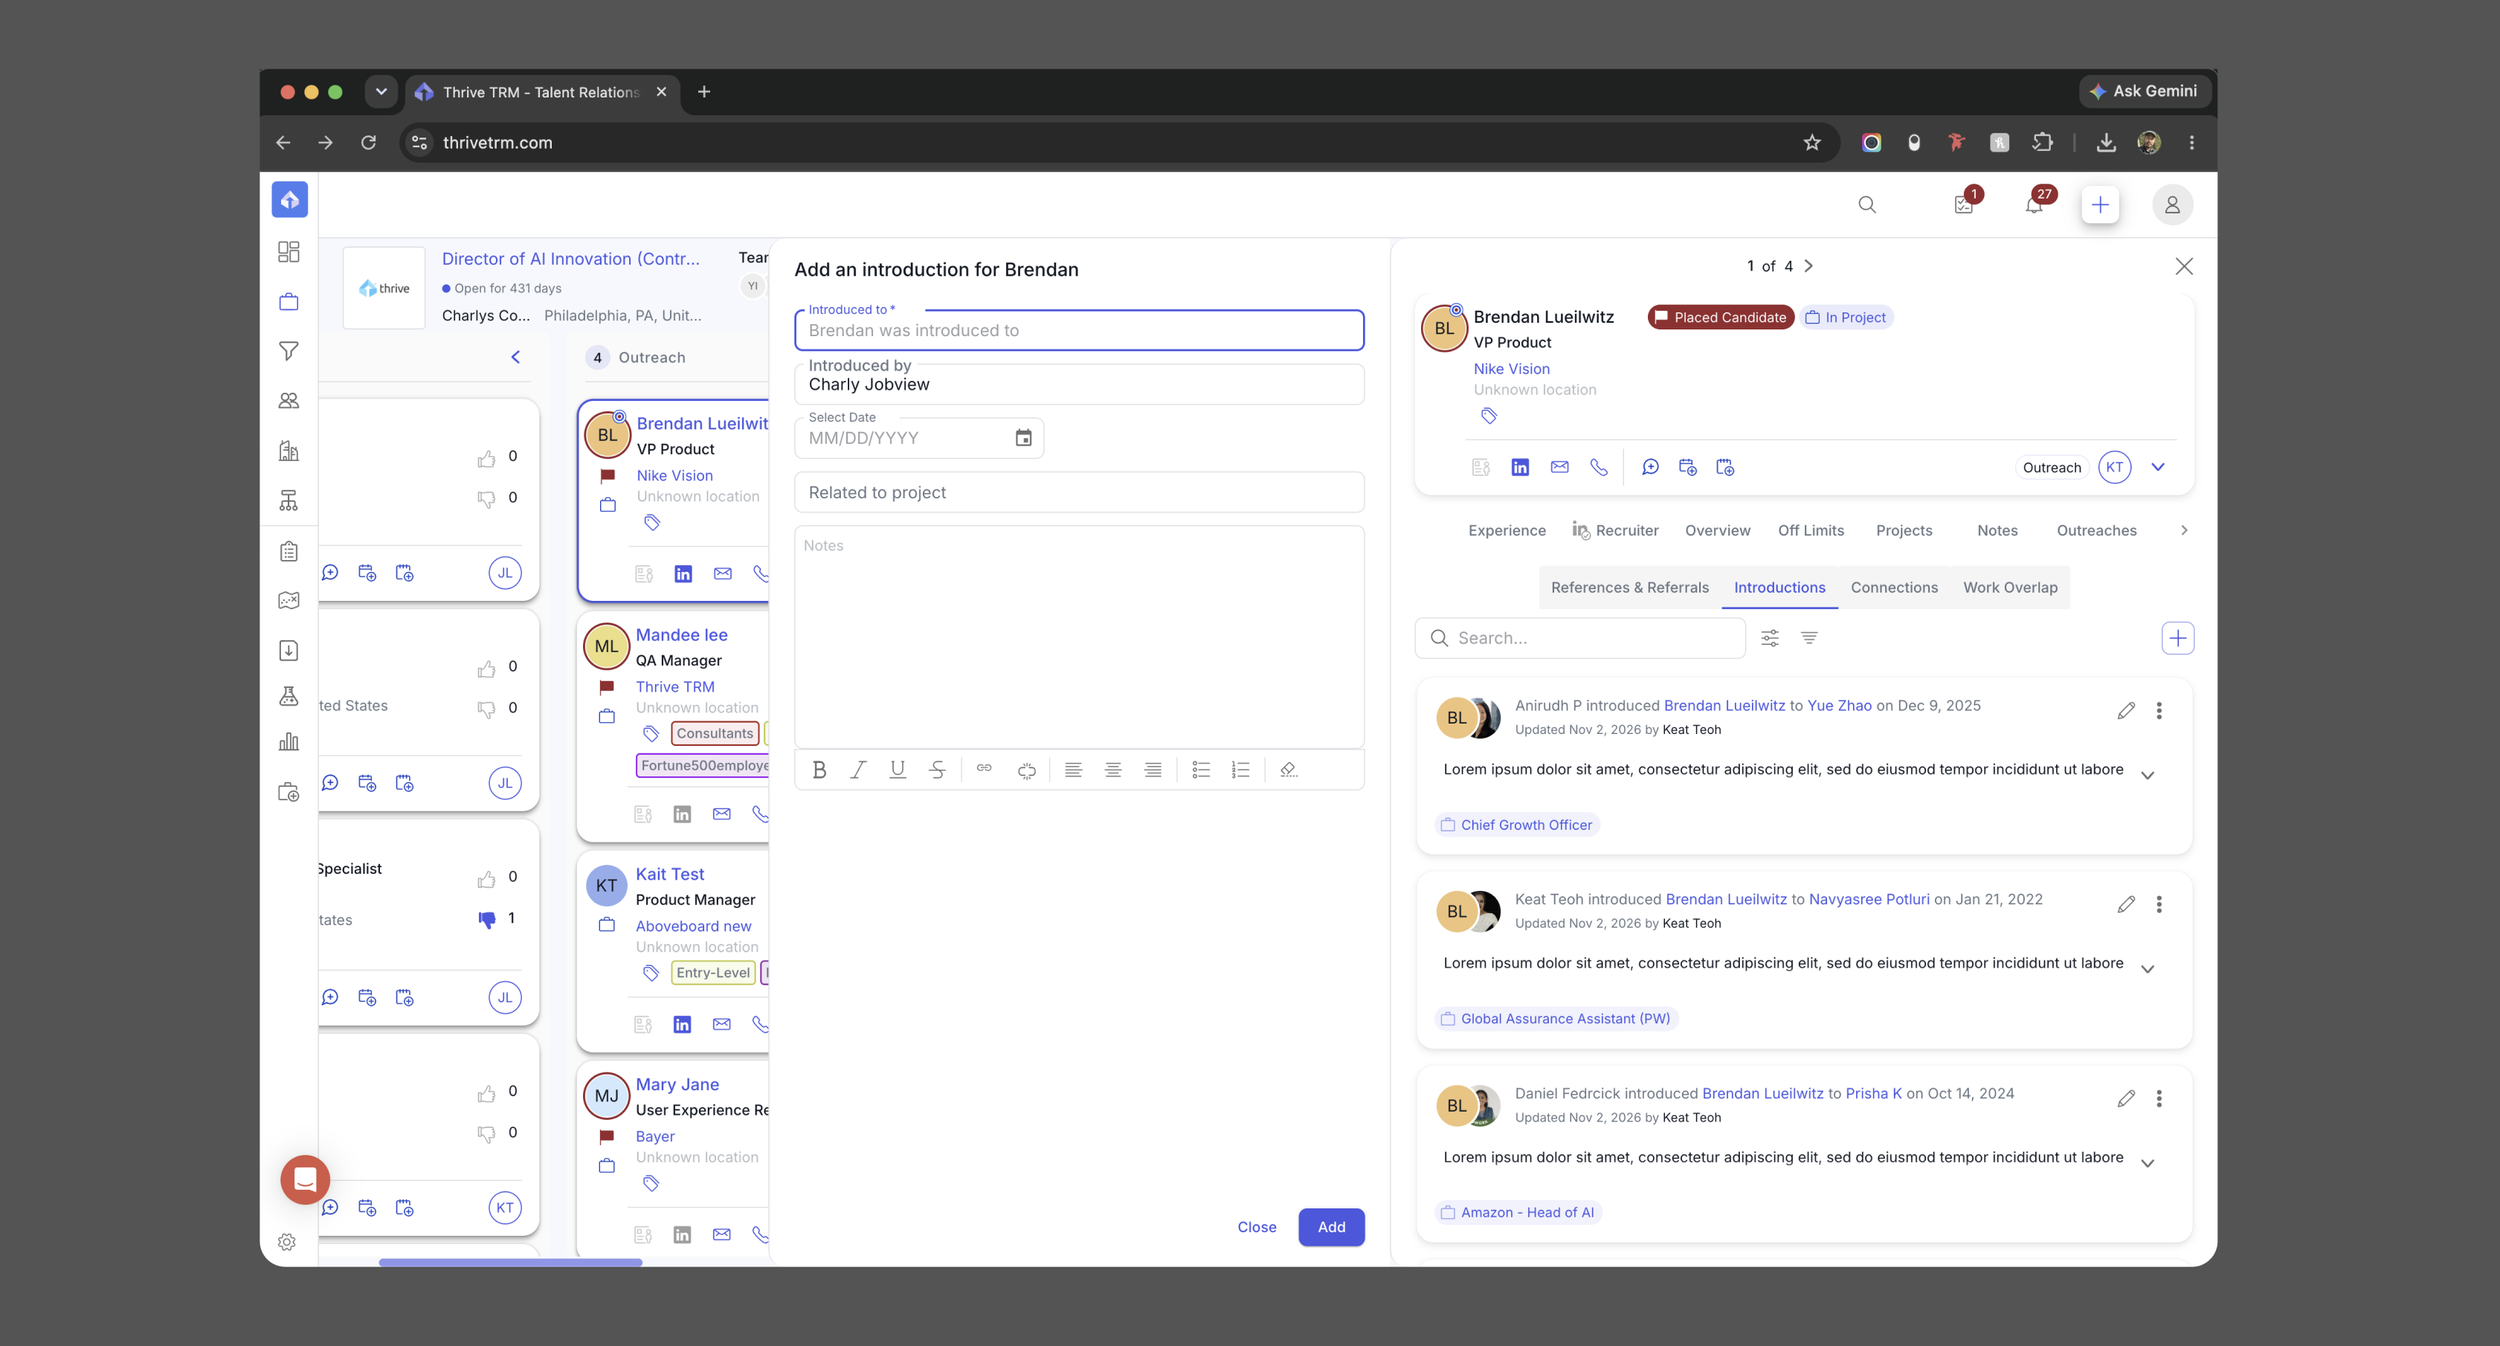 Thrive TRM - Talent Relations
Ask Gemini
thrivetrm.com
1
27
thrive
Director of AI Innovation (Contr...
Open for 431 days
Charlys Co... Philadelphia, PA, Unit...
Tear
YI
0
0
JL
ted States
0
0
JL
Specialist
tates
0
1
JL
0
0
KT
4 Outreach
BL
Brendan Lueilwit
VP Product
Nike Vision
Unknown location
ML
Mandee lee
QA Manager
Thrive TRM
Unknown location
Consultants
Fortune500employe
KT
Kait Test
Product Manager
Aboveboard new
Unknown location
Entry-Level
MJ
Mary Jane
User Experience Re
Bayer
Unknown location
Add an introduction for Brendan
Introduced to *
Brendan was introduced to
Introduced by
Charly Jobview
Select Date
MM/DD/YYYY
Related to project
Notes
Close
Add
1 of 4
BL
Brendan Lueilwitz
Placed Candidate
In Project
VP Product
Nike Vision
Unknown location
Outreach
KT
Experience Recruiter Overview Off Limits Projects Notes Outreaches
References & Referrals Introductions Connections Work Overlap
Search...
BL
Anirudh P introduced Brendan Lueilwitz to Yue Zhao on Dec 9, 2025
Updated Nov 2, 2026 by Keat Teoh
Lorem ipsum dolor sit amet, consectetur adipiscing elit, sed do eiusmod tempor incididunt ut labore
Chief Growth Officer
BL
Keat Teoh introduced Brendan Lueilwitz to Navyasree Potluri on Jan 21, 2022
Updated Nov 2, 2026 by Keat Teoh
Lorem ipsum dolor sit amet, consectetur adipiscing elit, sed do eiusmod tempor incididunt ut labore
Global Assurance Assistant (PW)
BL
Daniel Fedrcick introduced Brendan Lueilwitz to Prisha K on Oct 14, 2024
Updated Nov 2, 2026 by Keat Teoh
Lorem ipsum dolor sit amet, consectetur adipiscing elit, sed do eiusmod tempor incididunt ut labore
Amazon - Head of AI